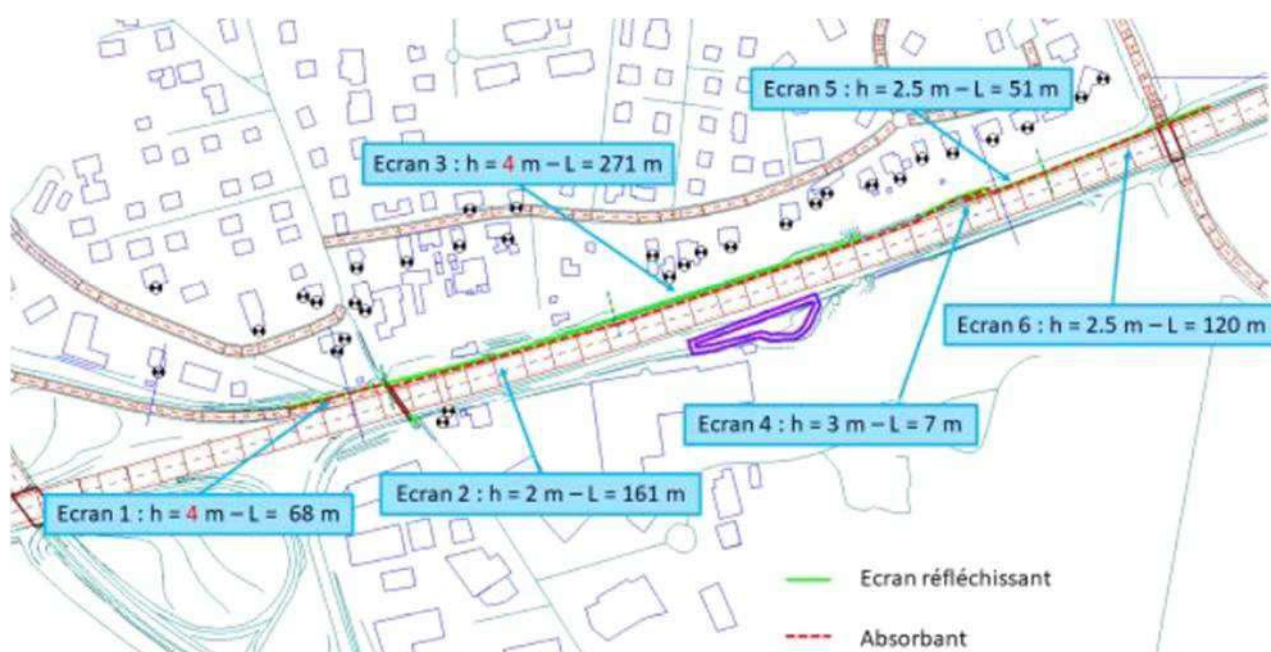 Ecran 5 : h = 2.5 m – L = 51 m
Ecran 3 : h = 4 m – L = 271 m
Ecran 6 : h = 2.5 m – L = 120 m
Ecran 4 : h = 3 m – L = 7 m
Ecran 2 : h = 2 m – L = 161 m
Ecran 1 : h = 4 m – L = 68 m
Ecran réfléchissant
Absorbant